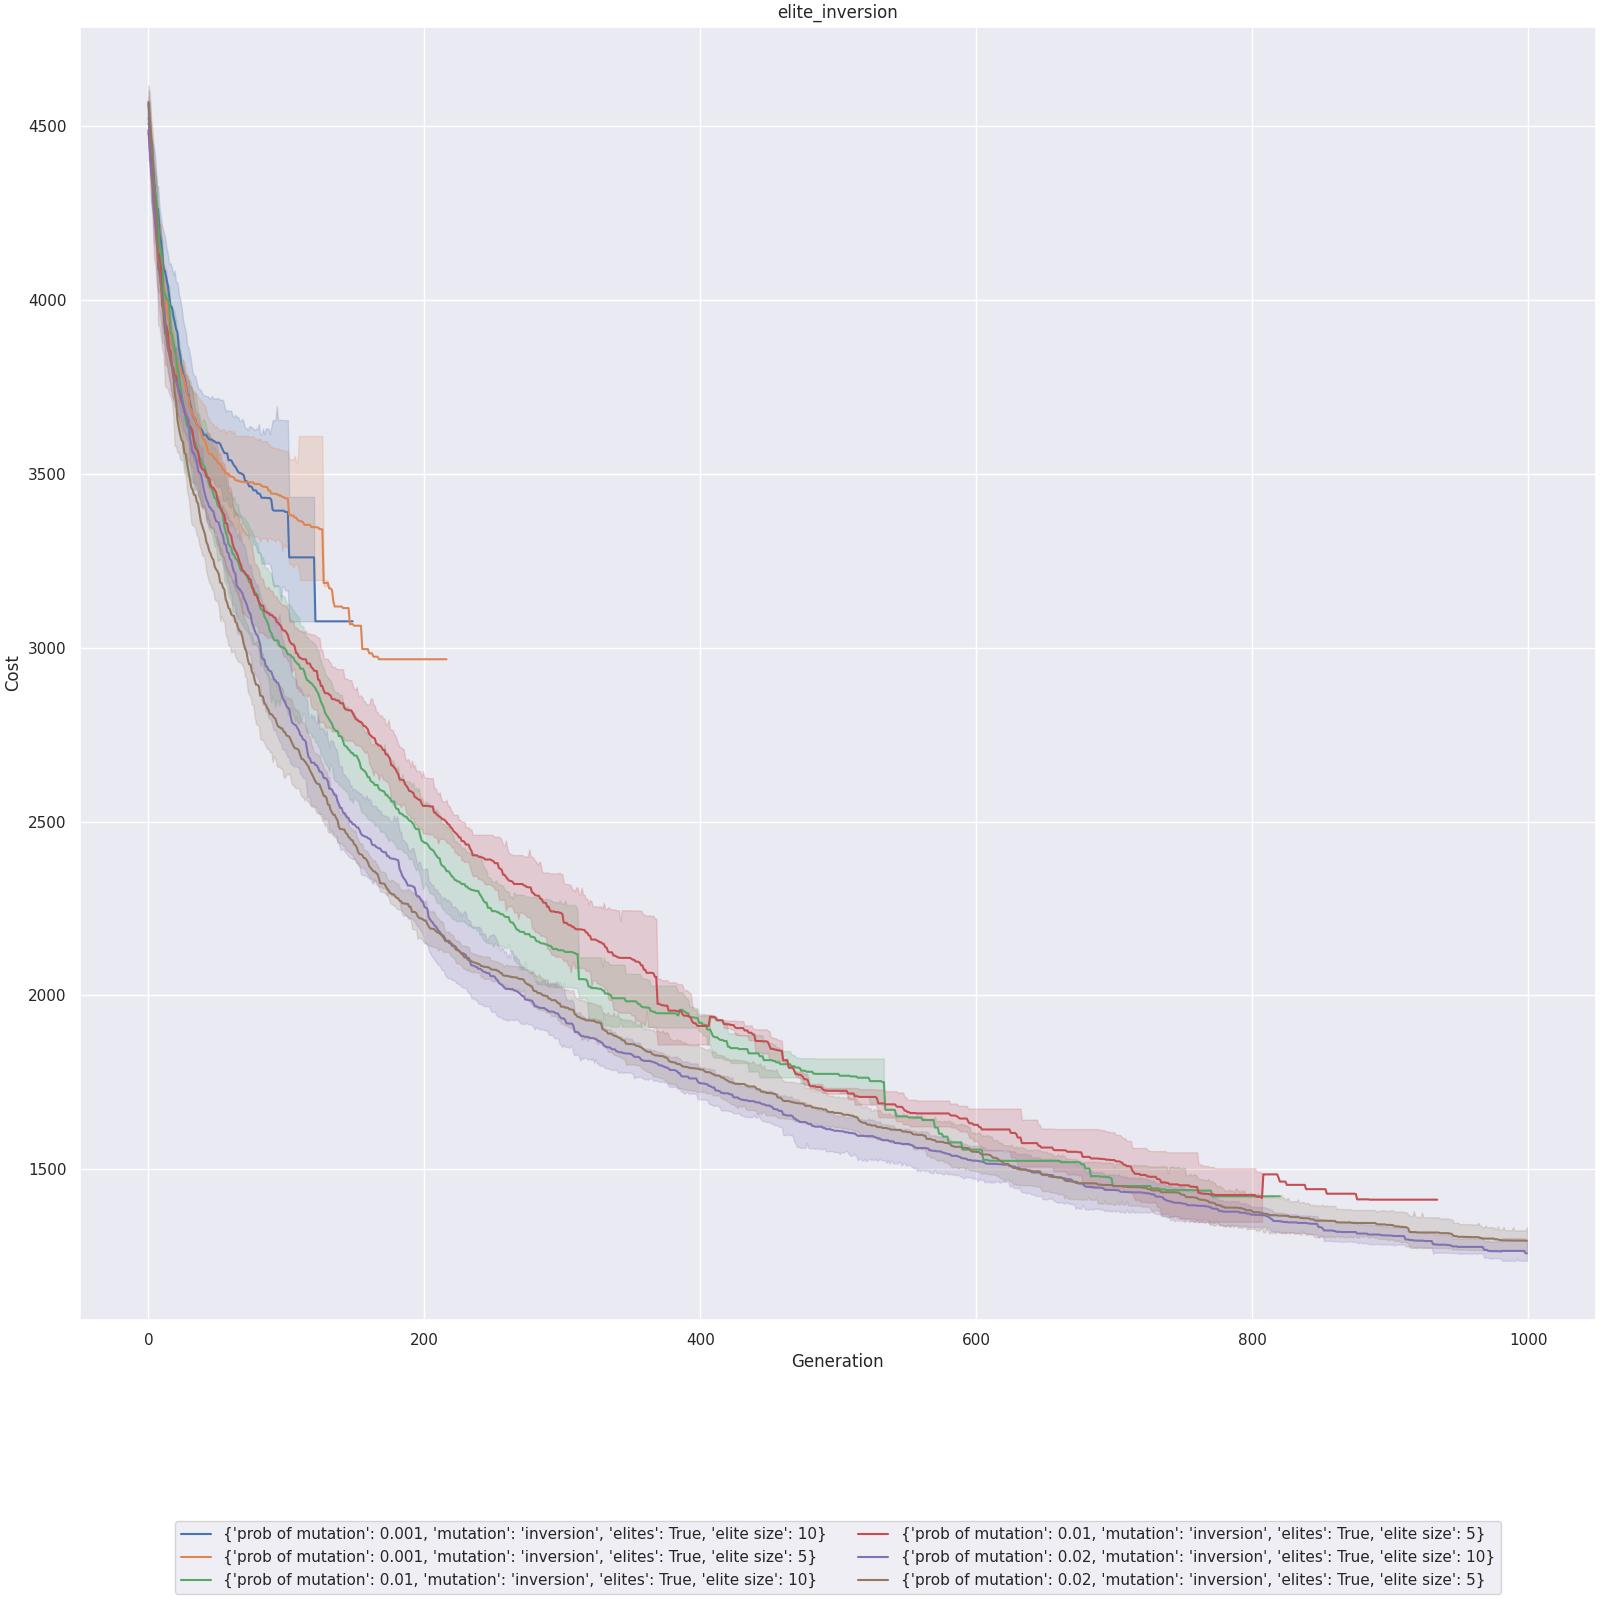 elite_inversion
4500
4000
3500
3000
2500
2000
1500
Cost
0 200 400 600 800 1000
Generation
{'prob of mutation': 0.001, 'mutation': 'inversion', 'elites': True, 'elite size': 10}
{'prob of mutation': 0.001, 'mutation': 'inversion', 'elites': True, 'elite size': 5}
{'prob of mutation': 0.01, 'mutation': 'inversion', 'elites': True, 'elite size': 10}
{'prob of mutation': 0.01, 'mutation': 'inversion', 'elites': True, 'elite size': 5}
{'prob of mutation': 0.02, 'mutation': 'inversion', 'elites': True, 'elite size': 10}
{'prob of mutation': 0.02, 'mutation': 'inversion', 'elites': True, 'elite size': 5}